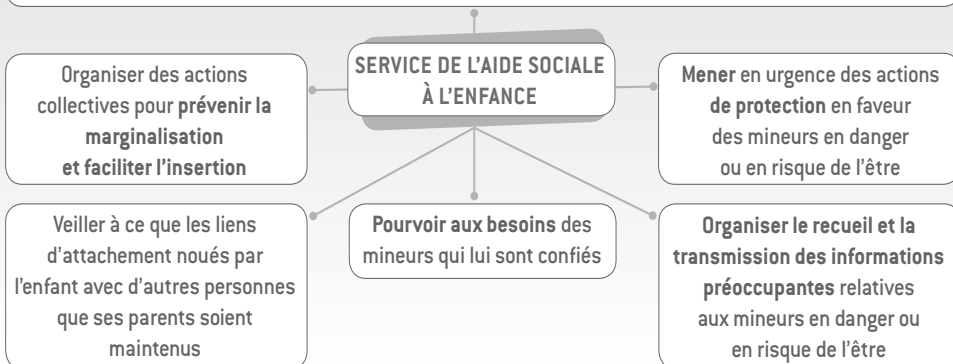 SERVICE DE L'AIDE SOCIALE
À L'ENFANCE
Organiser des actions
collectives pour prévenir la
marginalisation
et faciliter l'insertion
Mener en urgence des actions
de protection en faveur
des mineurs en danger
ou en risque de l'être
Veiller à ce que les liens
d'attachement noués par
l'enfant avec d'autres personnes
que ses parents soient
maintenus
Pourvoir aux besoins des
mineurs qui lui sont confiés
Organiser le recueil et la
transmission des informations
préoccupantes relatives
aux mineurs en danger ou
en risque de l'être